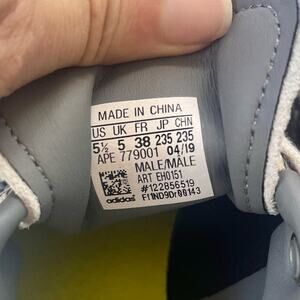 MADE IN CHINA
US UK FR JP CHN
5½ 5 38 235 235
APE 779001 04/19
MALE/MALE
ART EH0151
#122856519
adidas F11ND9Dr00143